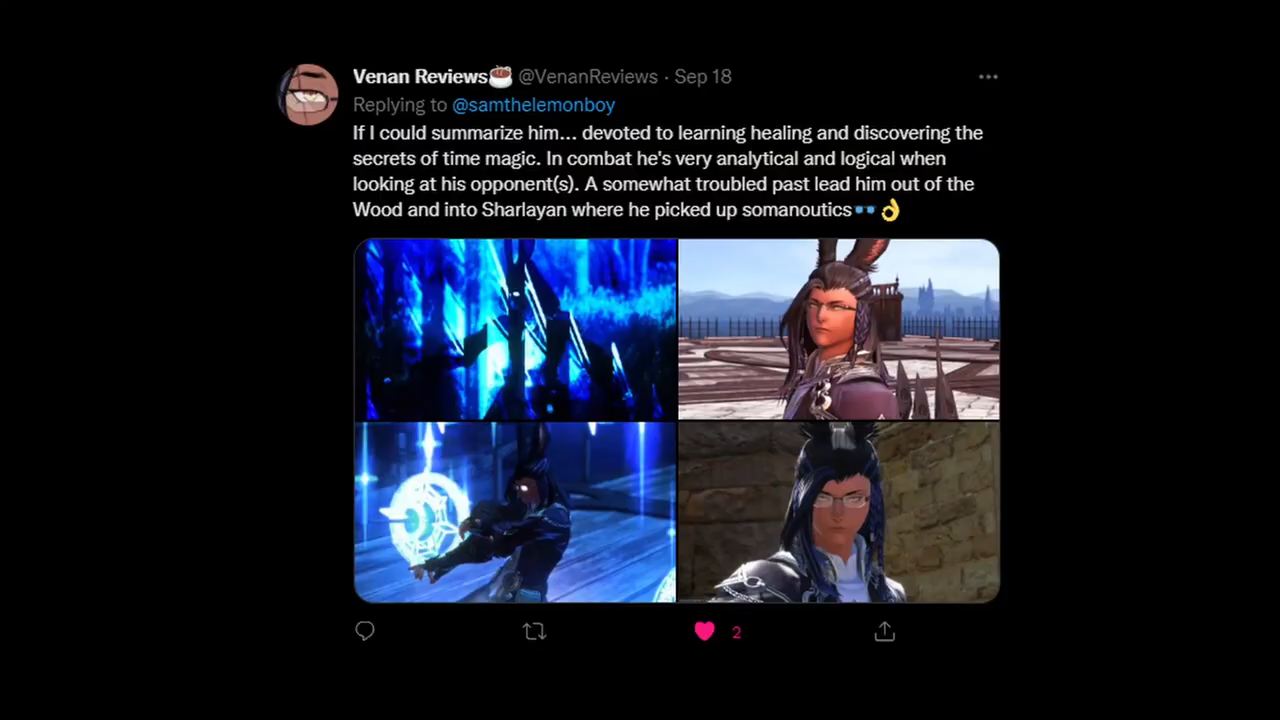 Venan Reviews☕ @VenanReviews · Sep 18
Replying to @samthelemonboy
If I could summarize him... devoted to learning healing and discovering the
secrets of time magic. In combat he's very analytical and logical when
looking at his opponent(s). A somewhat troubled past lead him out of the
Wood and into Sharlayan where he picked up somanoutics🕶👌
2